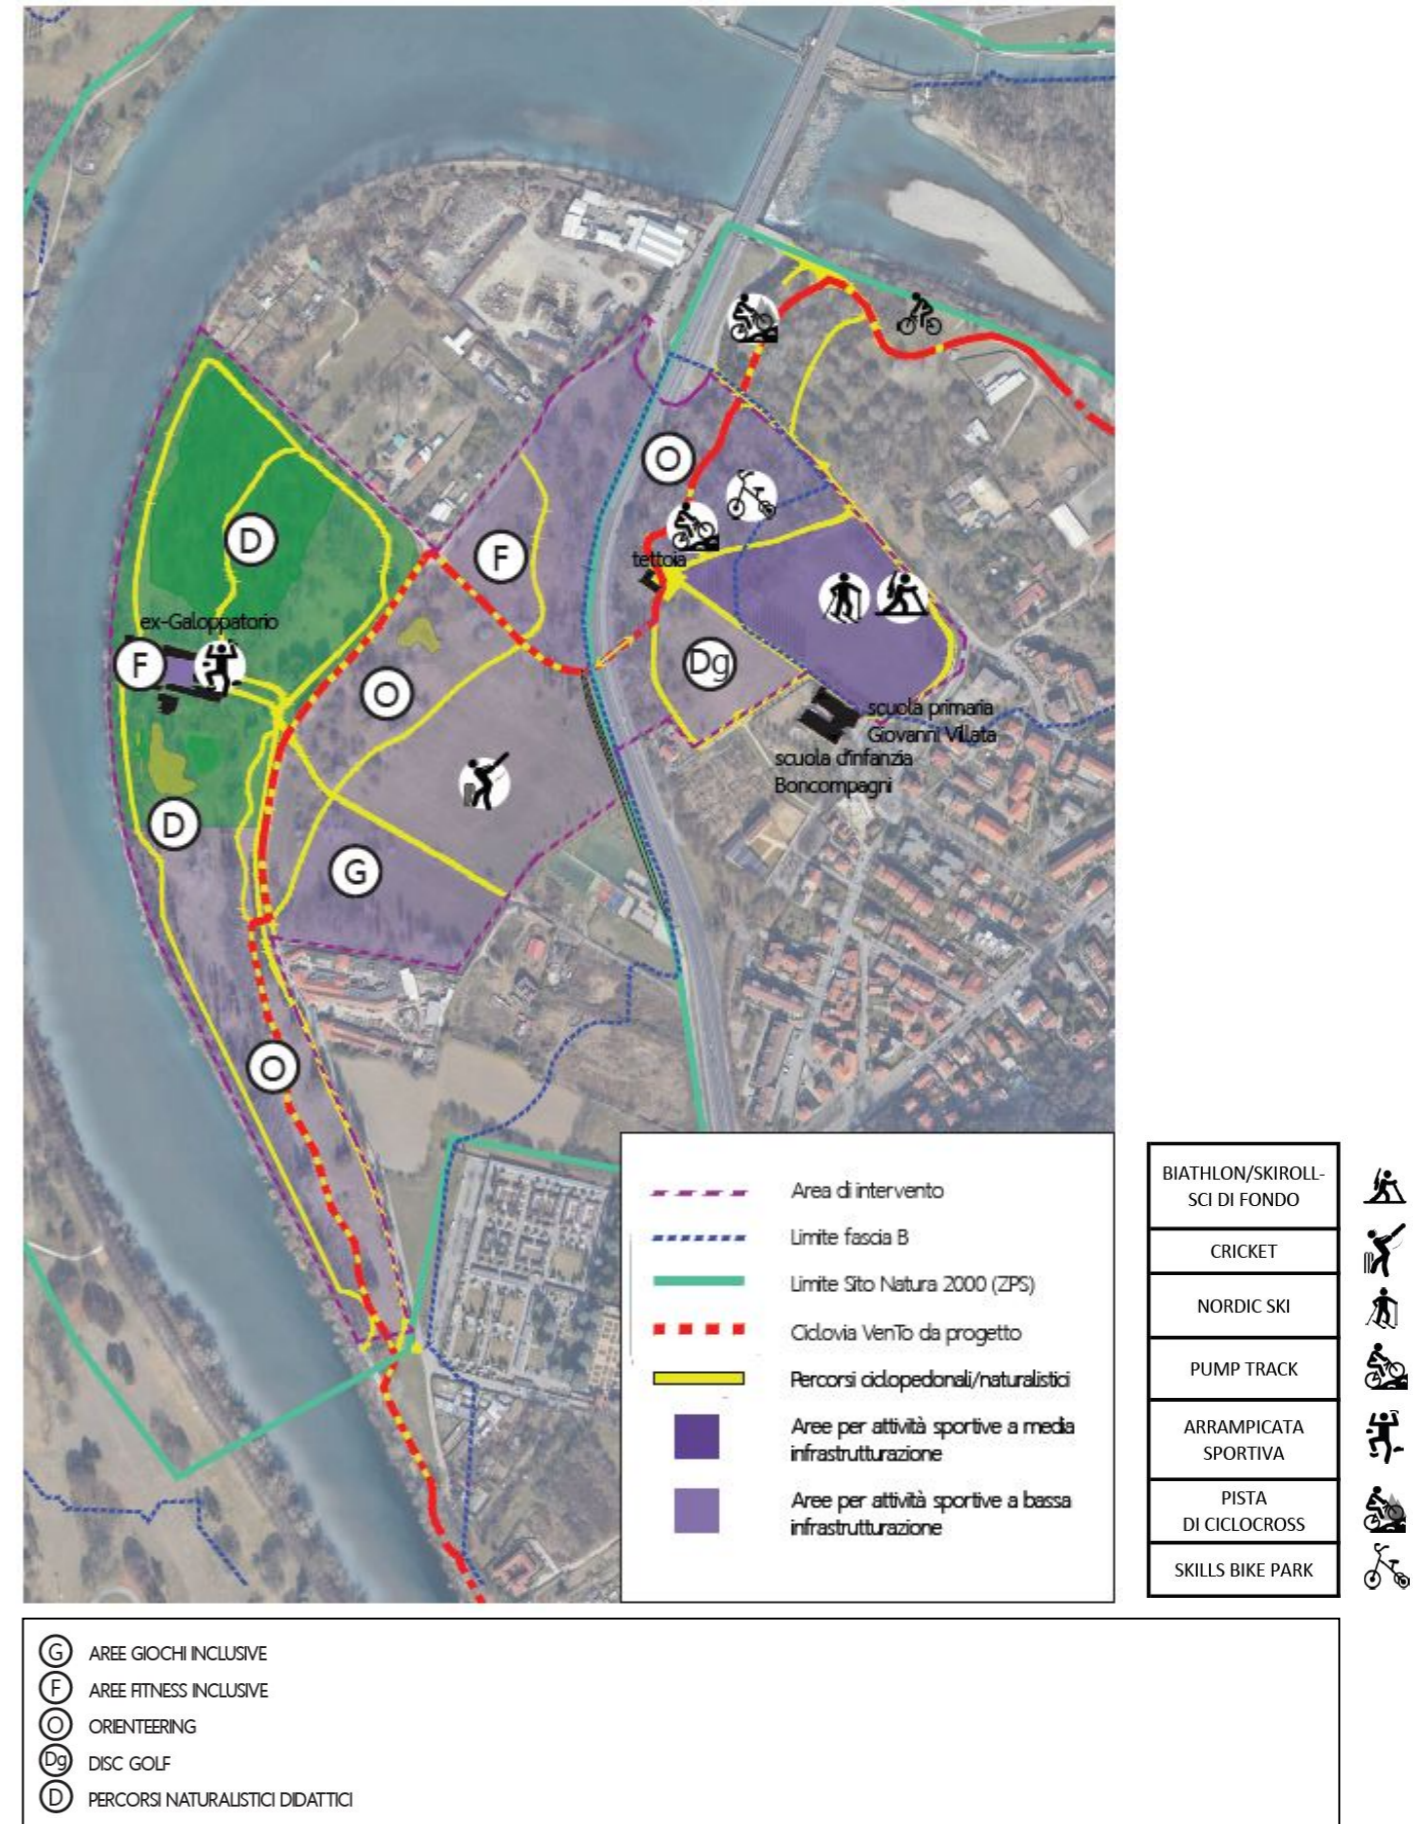 O
F
D
tettoia
ex-Galoppatorio
F
O
Dg
scuola primaria
Giovanni Villata
scuola d'infanzia
Boncompagni
D
G
O
Area di intervento
Limite fascia B
Limite Sito Natura 2000 (ZPS)
Ciclovia VenTo da progetto
Percorsi ciclopedonali/naturalistici
Aree per attività sportive a media
infrastrutturazione
Aree per attività sportive a bassa
infrastrutturazione
BIATHLON/SKIROLL-
SCI DI FONDO
CRICKET
NORDIC SKI
PUMP TRACK
ARRAMPICATA
SPORTIVA
PISTA
DI CICLOCROSS
SKILLS BIKE PARK
G AREE GIOCHI INCLUSIVE
F AREE FITNESS INCLUSIVE
O ORIENTEERING
Dg DISC GOLF
D PERCORSI NATURALISTICI DIDATTICI